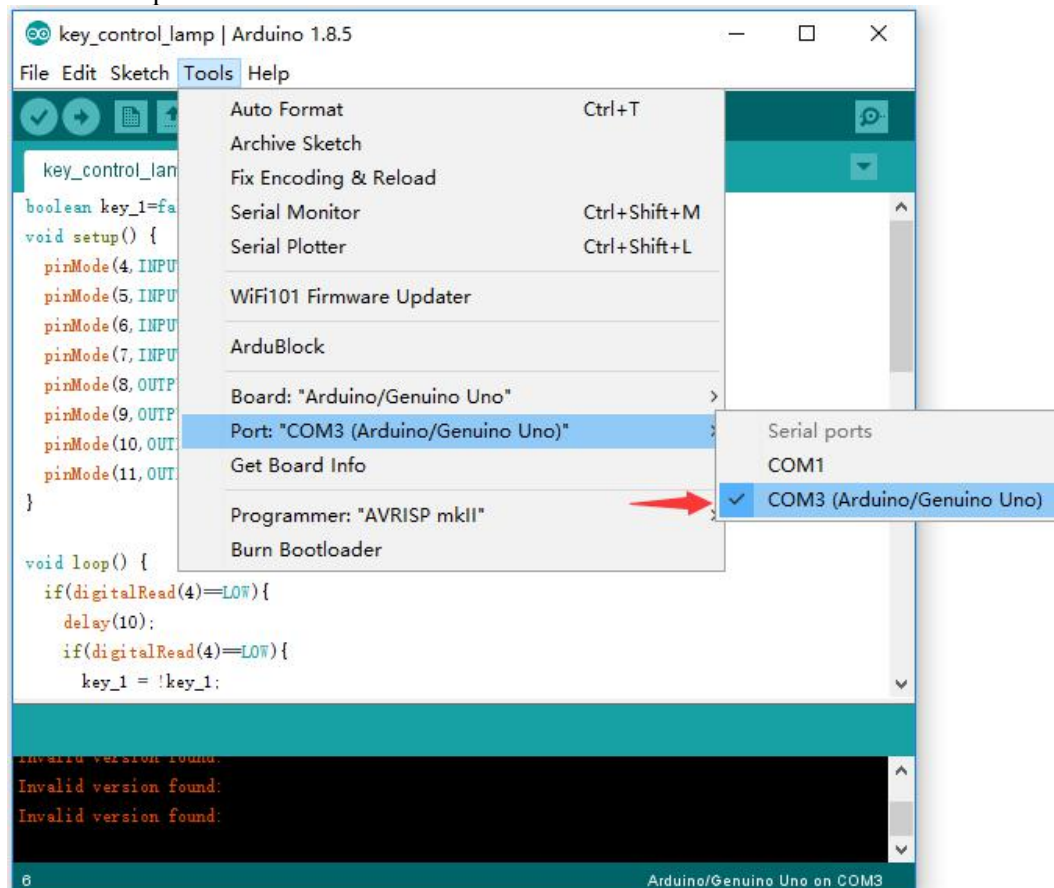 key_control_lamp | Arduino 1.8.5
File Edit Sketch Tools Help
Auto Format Ctrl+T
Archive Sketch
key_control_lam
Fix Encoding & Reload
boolean key_1=fa
Serial Monitor Ctrl+Shift+M
void setup() {
Serial Plotter Ctrl+Shift+L
pinMode(4, INPU
pinMode(5, INPU
WiFi101 Firmware Updater
pinMode(6, INPU
pinMode(7, INPU
ArduBlock
pinMode(8, OUTP
Board: "Arduino/Genuino Uno"
pinMode(9, OUTP
Port: "COM3 (Arduino/Genuino Uno)"
Serial ports
pinMode(10, OUT
Get Board Info
COM1
pinMode(11, OUT
COM3 (Arduino/Genuino Uno)
}
Programmer: "AVRISP mkII"
Burn Bootloader
void loop() {
if(digitalRead(4)==LOW){
delay(10);
if(digitalRead(4)==LOW){
key_1 = !key_1;
Invalid version found:
Invalid version found:
Invalid version found:
6 Arduino/Genuino Uno on COM3